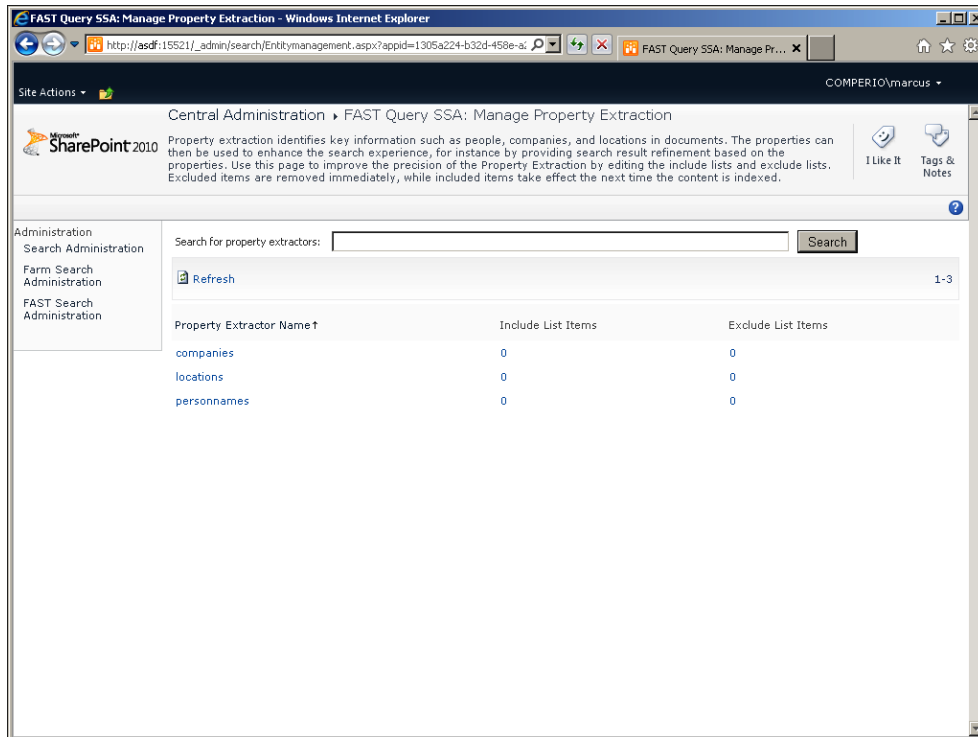 FAST Query SSA: Manage Property Extraction - Windows Internet Explorer
http://asdf:15521/_admin/search/Entitymanagement.aspx?appid=1305a224-b32d-458e-a
FAST Query SSA: Manage Pr...
Site Actions
COMPERIO\marcus
Microsoft
SharePoint 2010
Central Administration FAST Query SSA: Manage Property Extraction
Property extraction identifies key information such as people, companies, and locations in documents. The properties can
then be used to enhance the search experience, for instance by providing search result refinement based on the
properties. Use this page to improve the precision of the Property Extraction by editing the include lists and exclude lists.
Excluded items are removed immediately, while included items take effect the next time the content is indexed.
I Like It
Tags &
Notes
Administration
Search Administration
Farm Search
Administration
FAST Search
Administration
Search for property extractors:
Search
Refresh
1-3
Property Extractor Name↑ Include List Items Exclude List Items
companies 0 0
locations 0 0
personnames 0 0